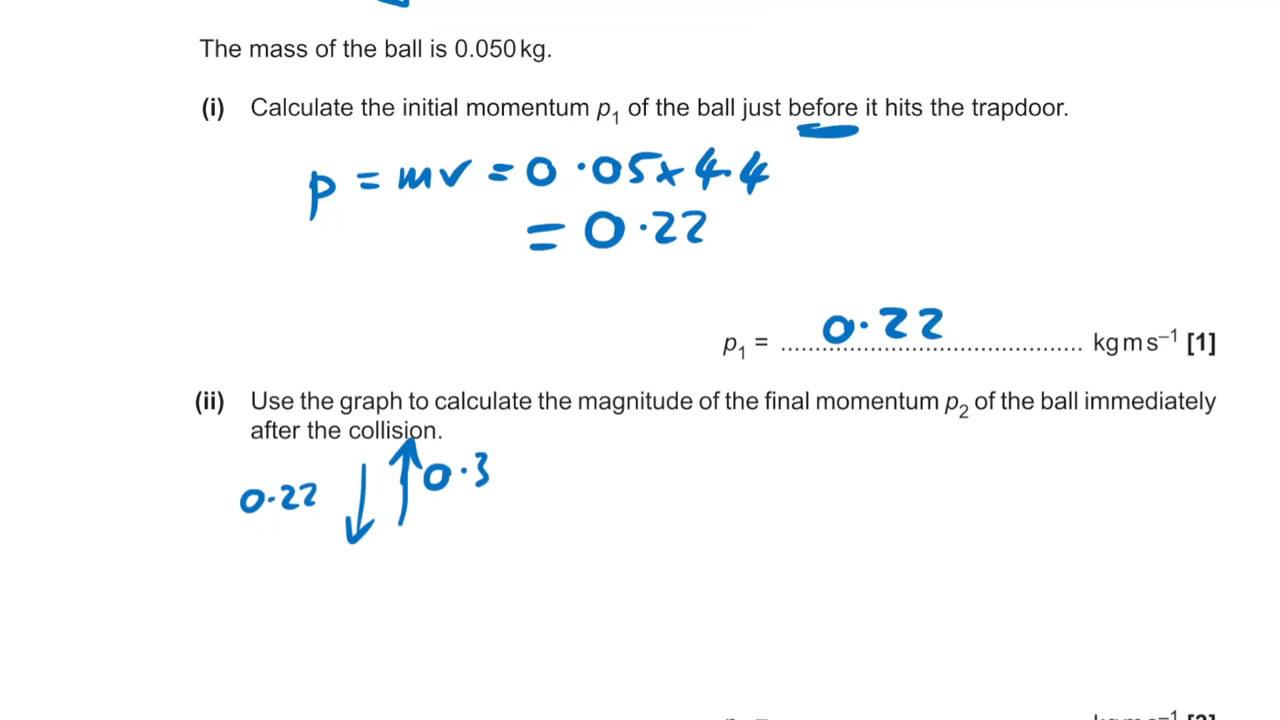 The mass of the ball is 0.050 kg.
(i) Calculate the initial momentum p₁ of the ball just before it hits the trapdoor.
p = mv = 0.05 x 4.4
= 0.22
p₁ = 0.22 kg m s⁻¹ [1]
(ii) Use the graph to calculate the magnitude of the final momentum p₂ of the ball immediately
after the collision.
0.22 0.3